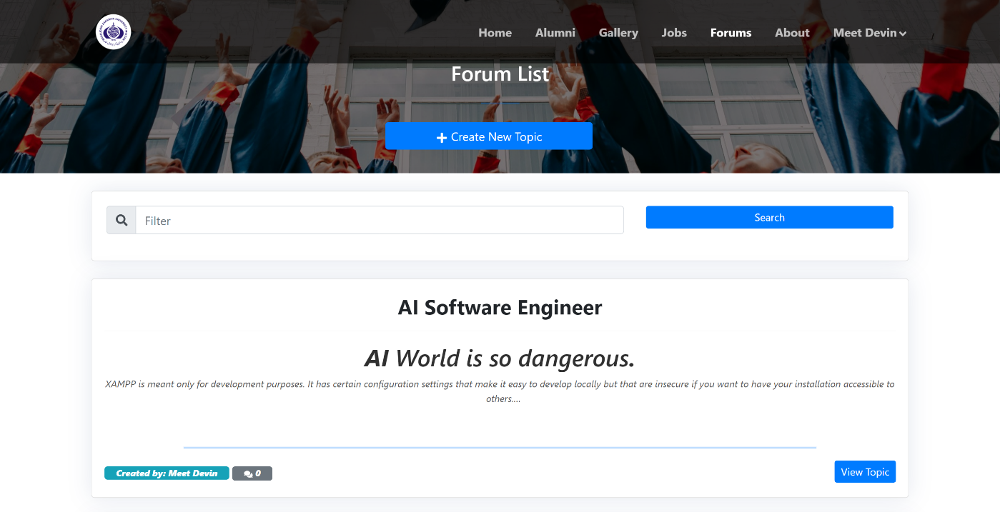 Home Alumni Gallery Jobs Forums About Meet Devin
Forum List
Create New Topic
Filter
Search
AI Software Engineer
AI World is so dangerous.
XAMPP is meant only for development purposes. It has certain configuration settings that make it easy to develop locally but that are insecure if you want to have your installation accessible to
others....
Created by: Meet Devin 0
View Topic